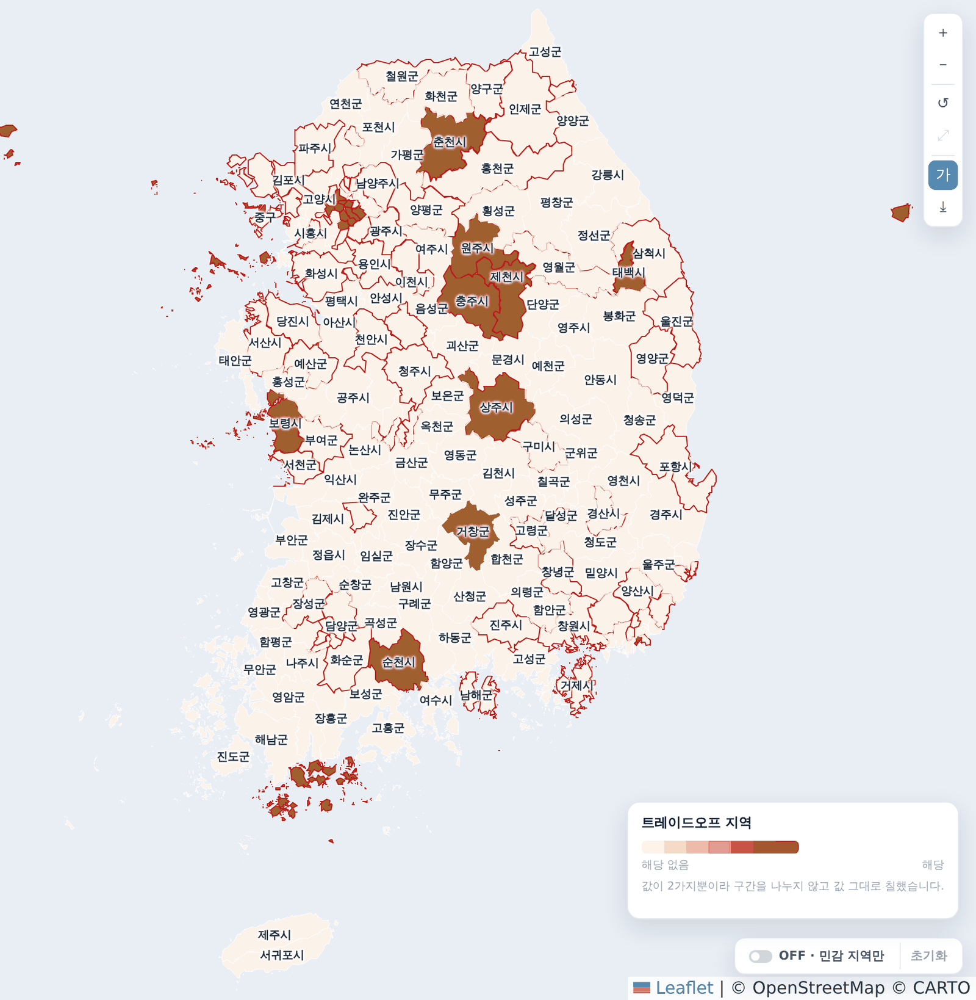 고성군
철원군
화천군
양구군
연천군
인제군
양양군
포천시
춘천시
파주시
가평군
홍천군
강릉시
김포시
남양주시
고양시
평창군
양평군
횡성군
중구
시흥시
광주시
정선군
여주시
원주시
삼척시
용인시
영월군
태백시
화성시
제천시
이천시
평택시
안성시
충주시
단양군
음성군
당진시
아산시
봉화군
울진군
영주시
천안시
서산시
괴산군
태안군
예산군
문경시
예천군
영양군
청주시
홍성군
안동시
공주시
보은군
영덕군
상주시
보령시
옥천군
의성군
청송군
부여군
논산시
구미시
군위군
서천군
금산군
영동군
포항시
익산시
김천시
칠곡군
영천시
완주군
무주군
성주군
김제시
진안군
달성군
경산시
경주시
거창군
고령군
부안군
장수군
청도군
정읍시
임실군
함양군
합천군
울주군
창녕군
밀양시
고창군
순창군
남원시
산청군
의령군
양산시
장성군
구례군
영광군
함안군
담양군
곡성군
진주시
창원시
함평군
하동군
화순군
순천시
고성군
나주시
무안군
거제시
영암군
보성군
여수시
남해군
장흥군
고흥군
해남군
진도군
제주시
서귀포시
+
−
↺
⤢
가
⤓
트레이드오프 지역
해당 없음 해당
값이 2가지뿐이라 구간을 나누지 않고 값 그대로 칠했습니다.
OFF · 민감 지역만 초기화
Leaflet | © OpenStreetMap © CARTO